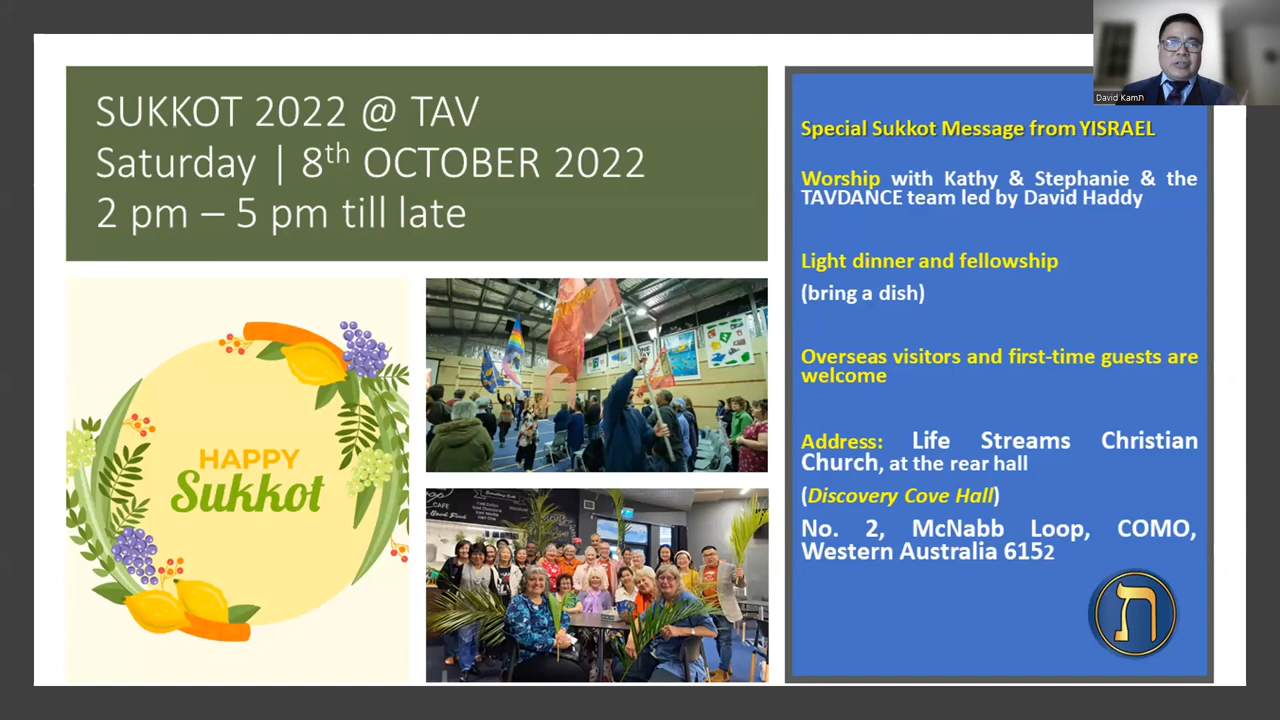 SUKKOT 2022 @ TAV
Saturday | 8th OCTOBER 2022
2 pm – 5 pm till late
HAPPY
Sukkot
CAFE
David Kamᒥ
Special Sukkot Message from YISRAEL
Worship with Kathy & Stephanie & the
TAVDANCE team led by David Haddy
Light dinner and fellowship
(bring a dish)
Overseas visitors and first-time guests are
welcome
Address: Life Streams Christian
Church, at the rear hall
(Discovery Cove Hall)
No. 2, McNabb Loop, COMO,
Western Australia 6152
ת